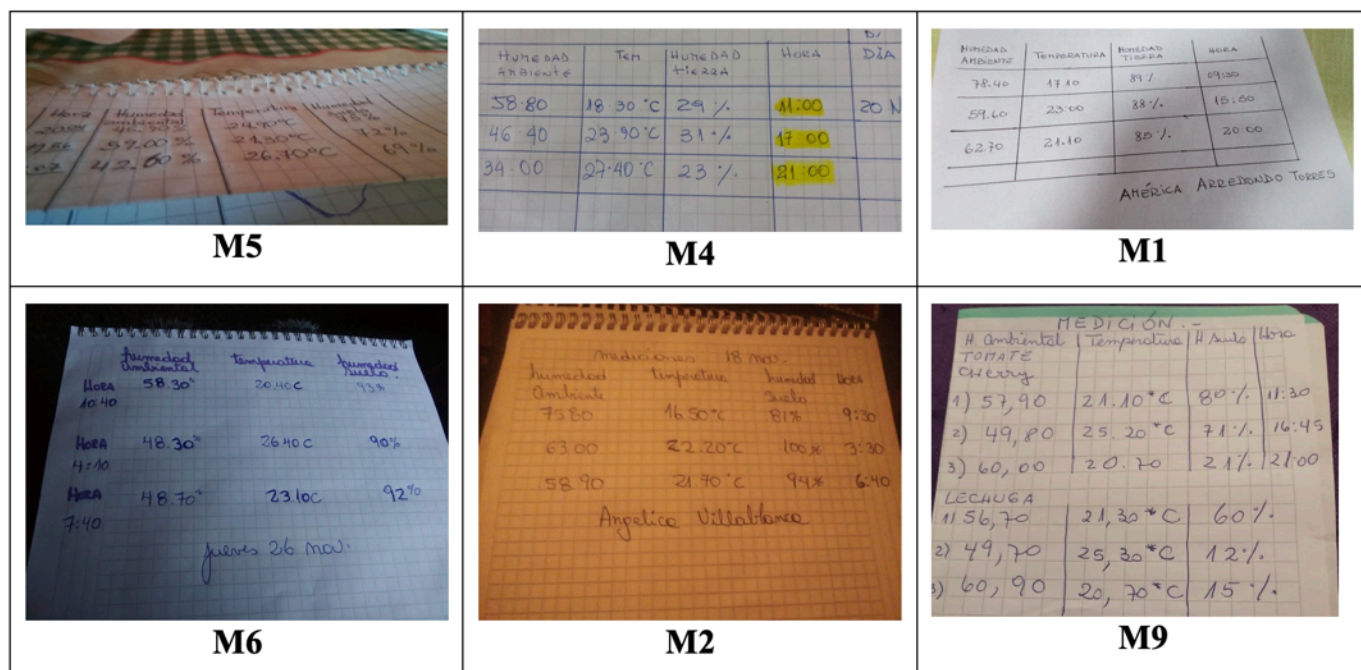 Hora Humedad ambiental Temperatura Humedad suelo
46.90% 24.90°C 75%
57.00% 21,30°C 72%
42.60% 26.70°C 69%
M5
HUMEDAD AMBIENTE TEM HUMEDAD TIERRA HORA DÍA
58.80 18.30°C 29% 11:00 20 N
46.40 23.90°C 31% 17 00
34.00 27.40°C 23% 21:00
M4
HUMEDAD AMBIENTE TEMPERATURA HUMEDAD TIERRA HORA
78.40 17.10 89% 09:30
59.60 23:00 88%
62.70 21.10 85% 20:00
AMÉRICA ARREDONDO TORRES
M1
humedad ambiental temperatura humedad suelo.
HORA 58.30° 20.40C 93%
10:40
HORA 48.30° 26.40C 90%
4:10
HORA 48.70° 23.10C 92%
7:40
jueves 26 nov.
M6
mediciones 18 nov.
humedad ambiente temperatura humedad suelo Hora
75.80 16.50°C 81% 9:30
63.00 22.20°C 100% 3:30
58.90 21.70°C 94% 6:40
Angelica Villablanca
M2
MEDICIÓN.-
H. Ambiental Temperatura H suelo Hora
TOMATE
CHERRY
1) 57,90 21.10°C 80% 11:30
2) 49,80 25.20°C 71% 16:45
3) 60,00 20.70 21% 21:00
LECHUGA
1) 56,70 21,30°C 60%
2) 49,70 25,30°C 12%
3) 60,90 20,70°C 15%
M9